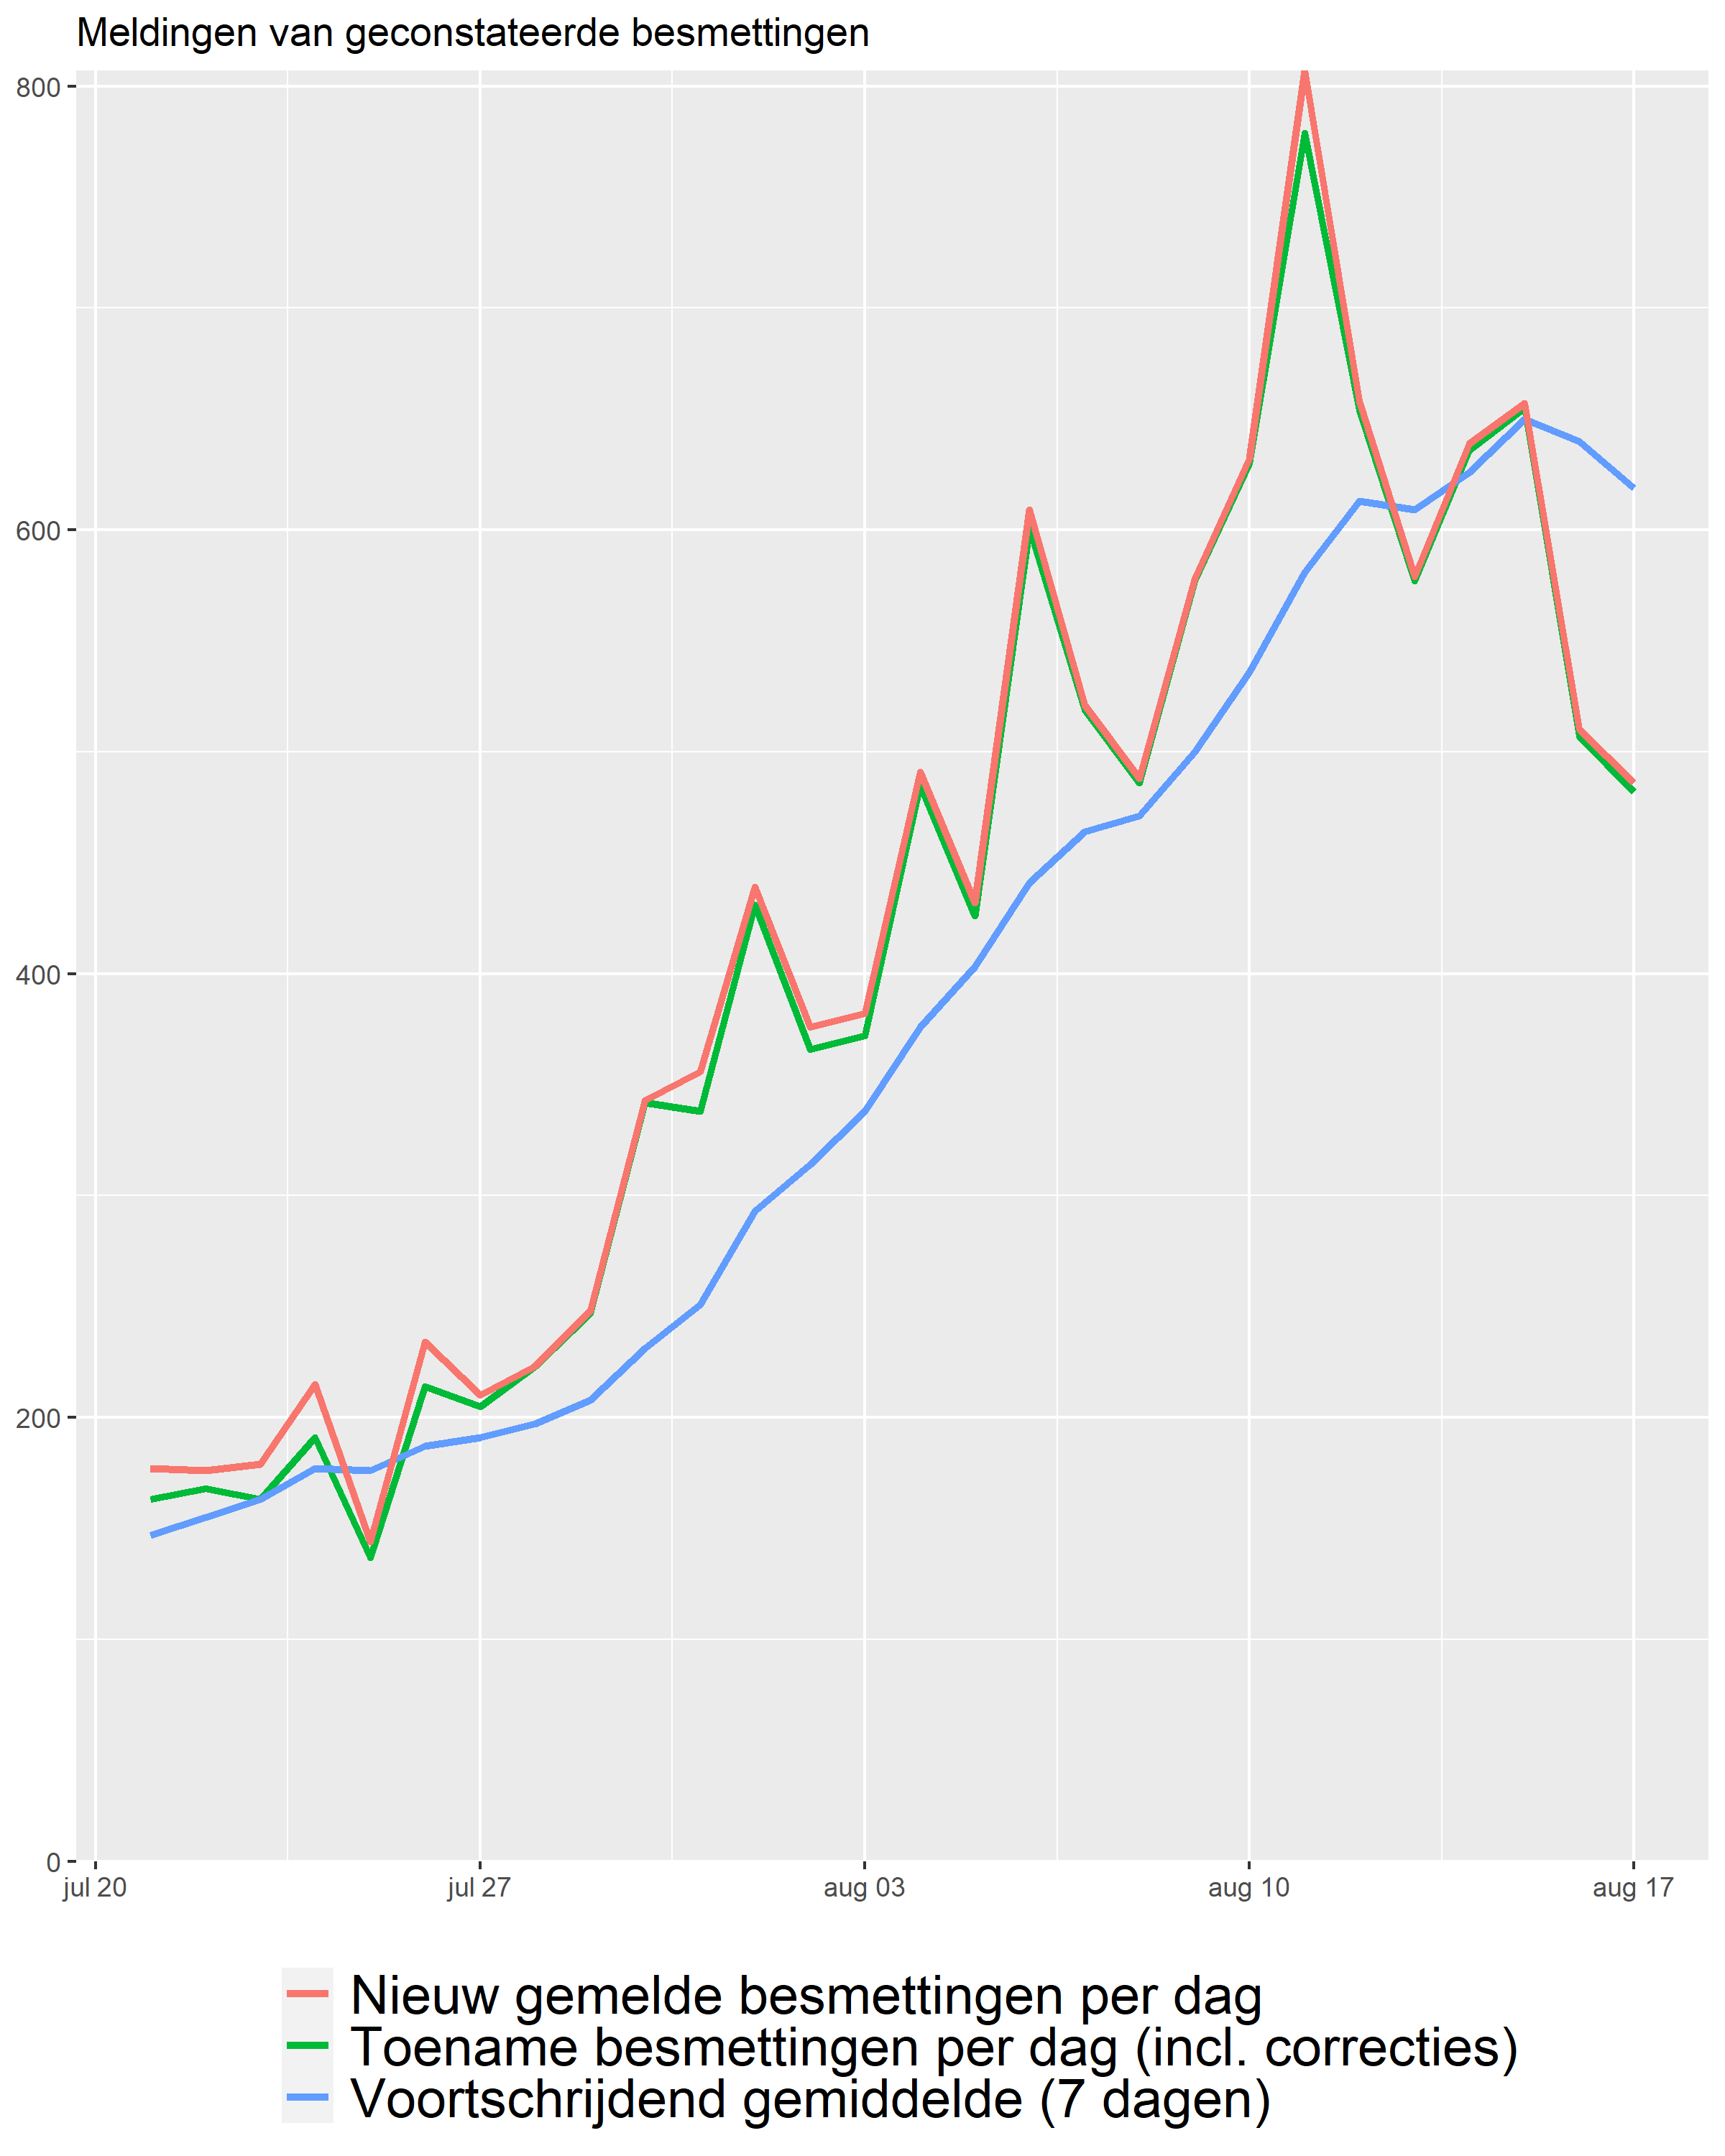 Meldingen van geconstateerde besmettingen
800
600
400
200
0
jul 20 jul 27 aug 03 aug 10 aug 17
Nieuw gemelde besmettingen per dag
Toename besmettingen per dag (incl. correcties)
Voortschrijdend gemiddelde (7 dagen)